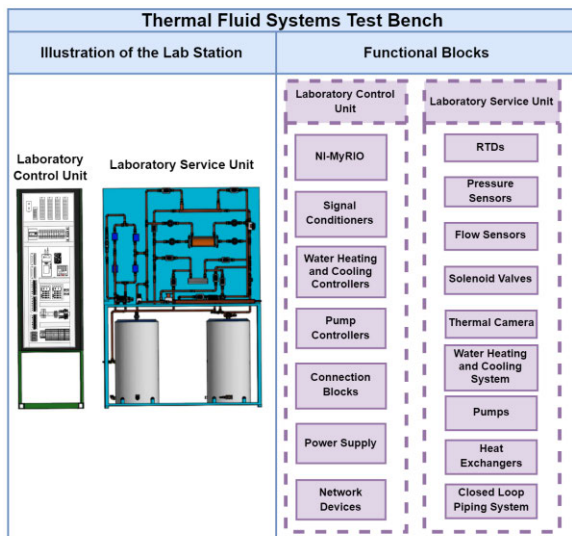 Thermal Fluid Systems Test Bench
Illustration of the Lab Station
Functional Blocks
Laboratory
Control Unit
Laboratory Service Unit
Laboratory Control
Unit
NI-MyRIO
Signal
Conditioners
Water Heating
and Cooling
Controllers
Pump
Controllers
Connection
Blocks
Power Supply
Network
Devices
Laboratory Service Unit
RTDs
Pressure
Sensors
Flow Sensors
Solenoid Valves
Thermal Camera
Water Heating
and Cooling
System
Pumps
Heat
Exchangers
Closed Loop
Piping System